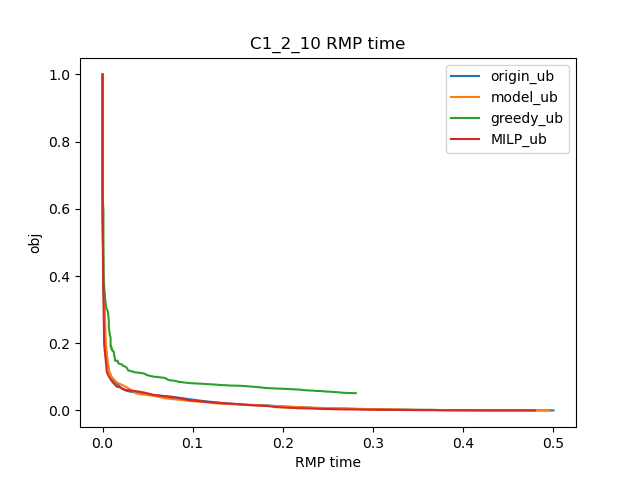 C1_2_10 RMP time
origin_ub
model_ub
greedy_ub
MILP_ub
obj
1.0
0.8
0.6
0.4
0.2
0.0
0.0 0.1 0.2 0.3 0.4 0.5
RMP time